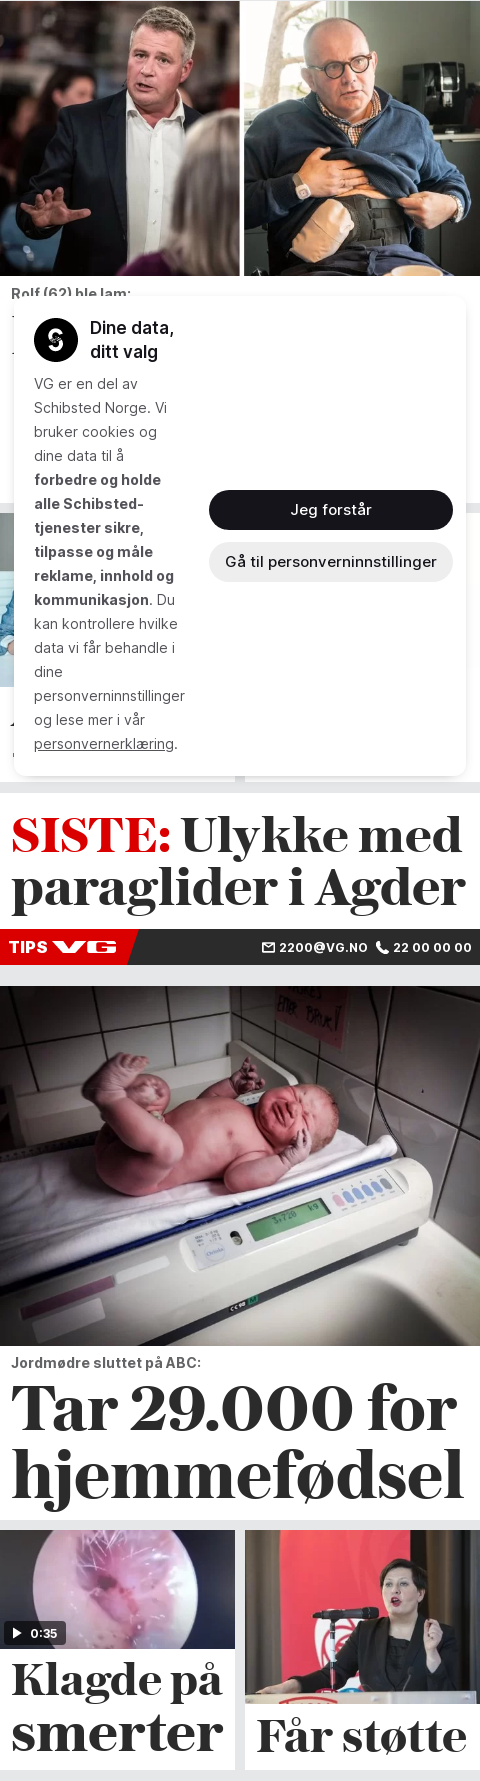 Rolf (62) ble lam:
Dine data,
ditt valg
VG er en del av
Schibsted Norge. Vi
bruker cookies og
dine data til å
forbedre og holde
alle Schibsted-
tjenester sikre,
tilpasse og måle
reklame, innhold og
kommunikasjon. Du
kan kontrollere hvilke
data vi får behandle i
dine
personverninnstillinger
og lese mer i vår
personvernerklæring.
Jeg forstår
Gå til personverninnstillinger
SISTE: Ulykke med
paraglider i Agder
TIPS VG 2200@VG.NO 22 00 00 00
3,720 kg
Jordmødre sluttet på ABC:
Tar 29.000 for
hjemmefødsel
0:35
Klagde på
smerter
Får støtte